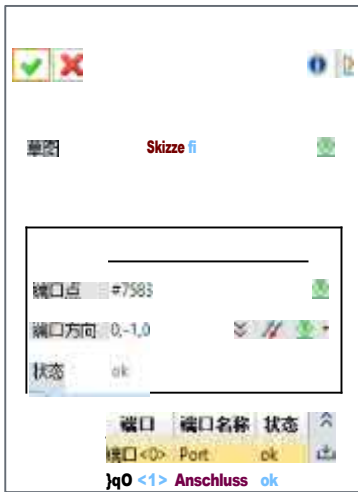 草图 Skizze fi
端口点 #7583
端口方向 0,-1,0
状态 ok
端口 端口名称 状态
端口<0> Port ok
}qO <1> Anschluss ok